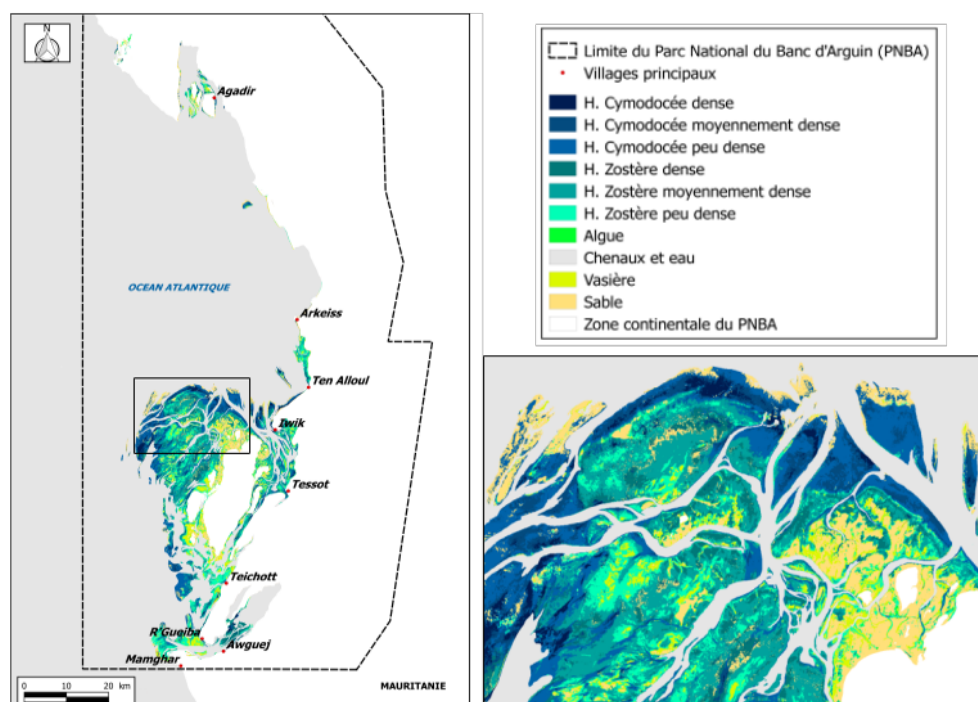 N
Agadir
OCEAN ATLANTIQUE
Arkeiss
Ten Alloul
Iwik
Tessot
Teichott
R'Gueiba
Awguej
Mamghar
0 10 20 km
MAURITANIE
Limite du Parc National du Banc d'Arguin (PNBA)
Villages principaux
H. Cymodocée dense
H. Cymodocée moyennement dense
H. Cymodocée peu dense
H. Zostère dense
H. Zostère moyennement dense
H. Zostère peu dense
Algue
Chenaux et eau
Vasière
Sable
Zone continentale du PNBA